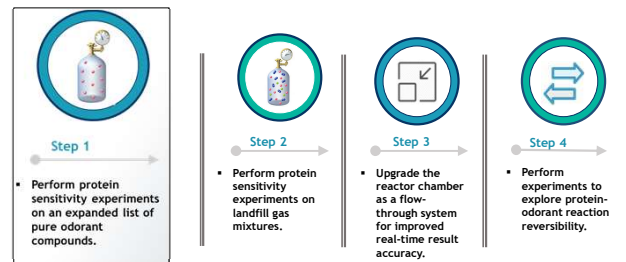 Step 1
▪ Perform protein
sensitivity experiments
on an expanded list of
pure odorant
compounds.
Step 2
▪ Perform protein
sensitivity
experiments on
landfill gas
mixtures.
Step 3
▪ Upgrade the
reactor chamber
as a flow-
through system
for improved
real-time result
accuracy.
Step 4
▪ Perform
experiments to
explore protein-
odorant reaction
reversibility.